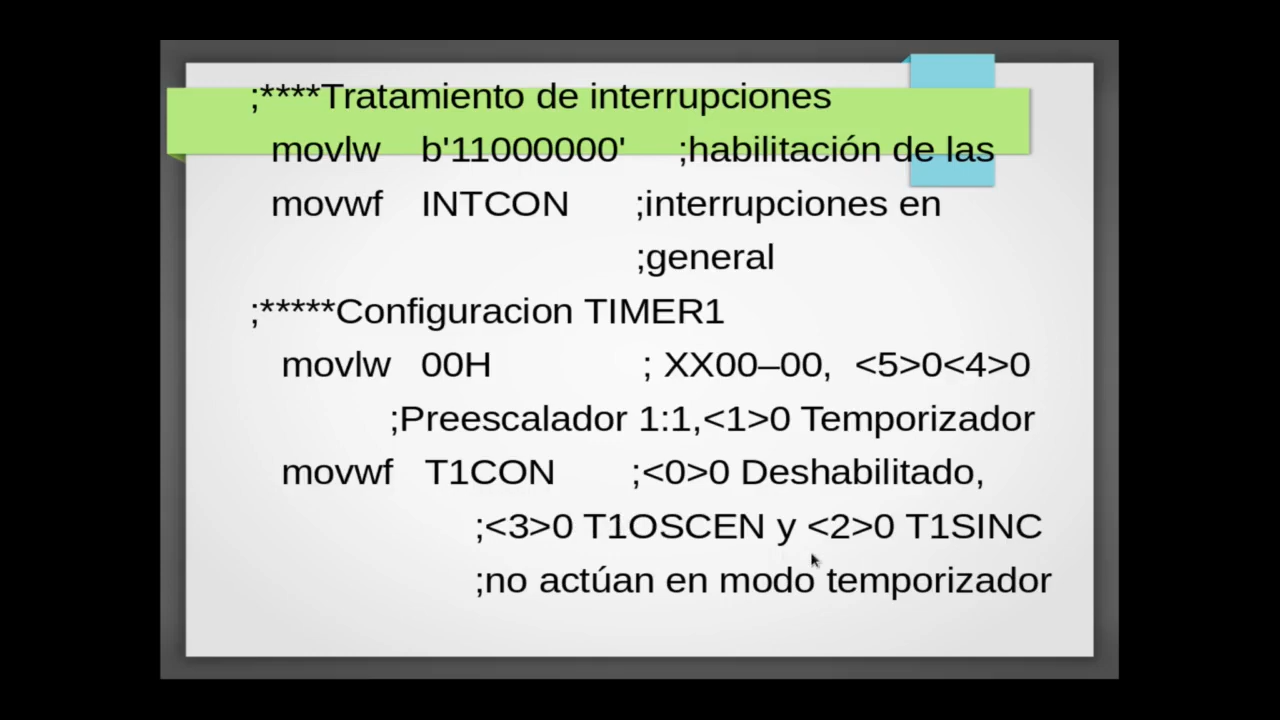 ;****Tratamiento de interrupciones
movlw b'11000000' ;habilitación de las
movwf INTCON ;interrupciones en
;general
;*****Configuracion TIMER1
movlw 00H ; XX00–00, <5>0<4>0
;Preescalador 1:1,<1>0 Temporizador
movwf T1CON ;<0>0 Deshabilitado,
;<3>0 T1OSCEN y <2>0 T1SINC
;no actúan en modo temporizador